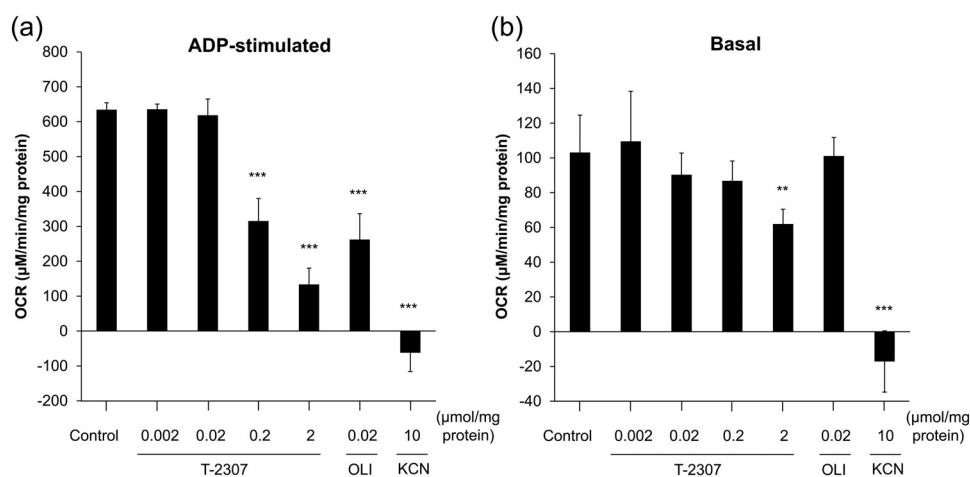 (a)
ADP-stimulated
OCR (µM/min/mg protein)
800
700
600
500
400
300
200
100
0
-100
-200
***
***
***
***
Control
0.002
0.02
0.2
2
0.02
10
(µmol/mg
protein)
T-2307
OLI
KCN
(b)
Basal
OCR (µM/min/mg protein)
160
140
120
100
80
60
40
20
0
-20
-40
**
***
Control
0.002
0.02
0.2
2
0.02
10
(µmol/mg
protein)
T-2307
OLI
KCN